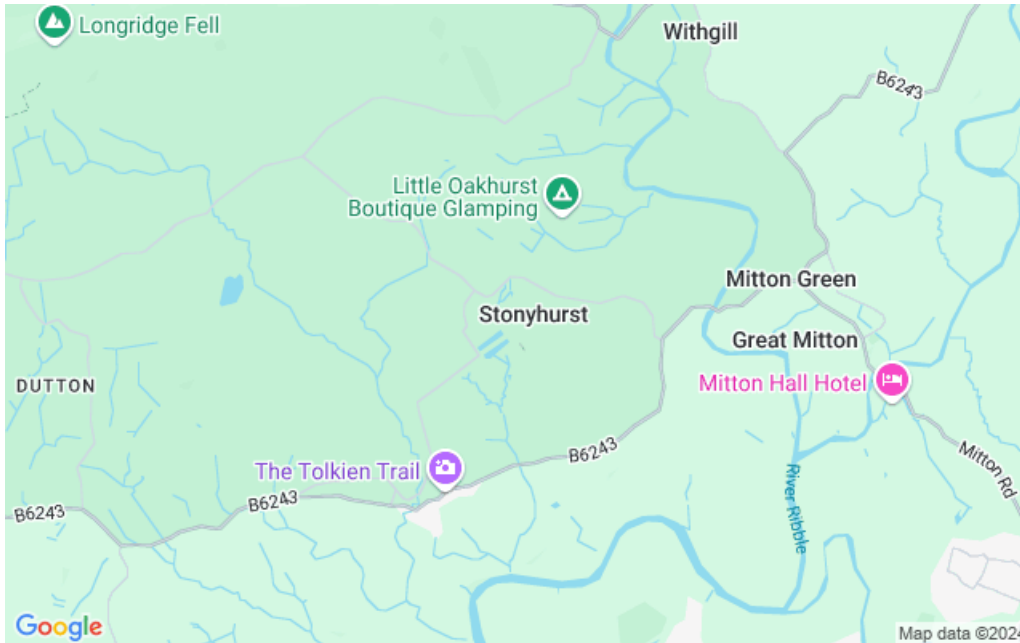 Longridge Fell
Withgill
B6243
Little Oakhurst
Boutique Glamping
Mitton Green
Stonyhurst
Great Mitton
Mitton Hall Hotel
DUTTON
B6243
The Tolkien Trail
Mitton Rd
B6243
B6243
River Ribble
Google
Map data ©2024